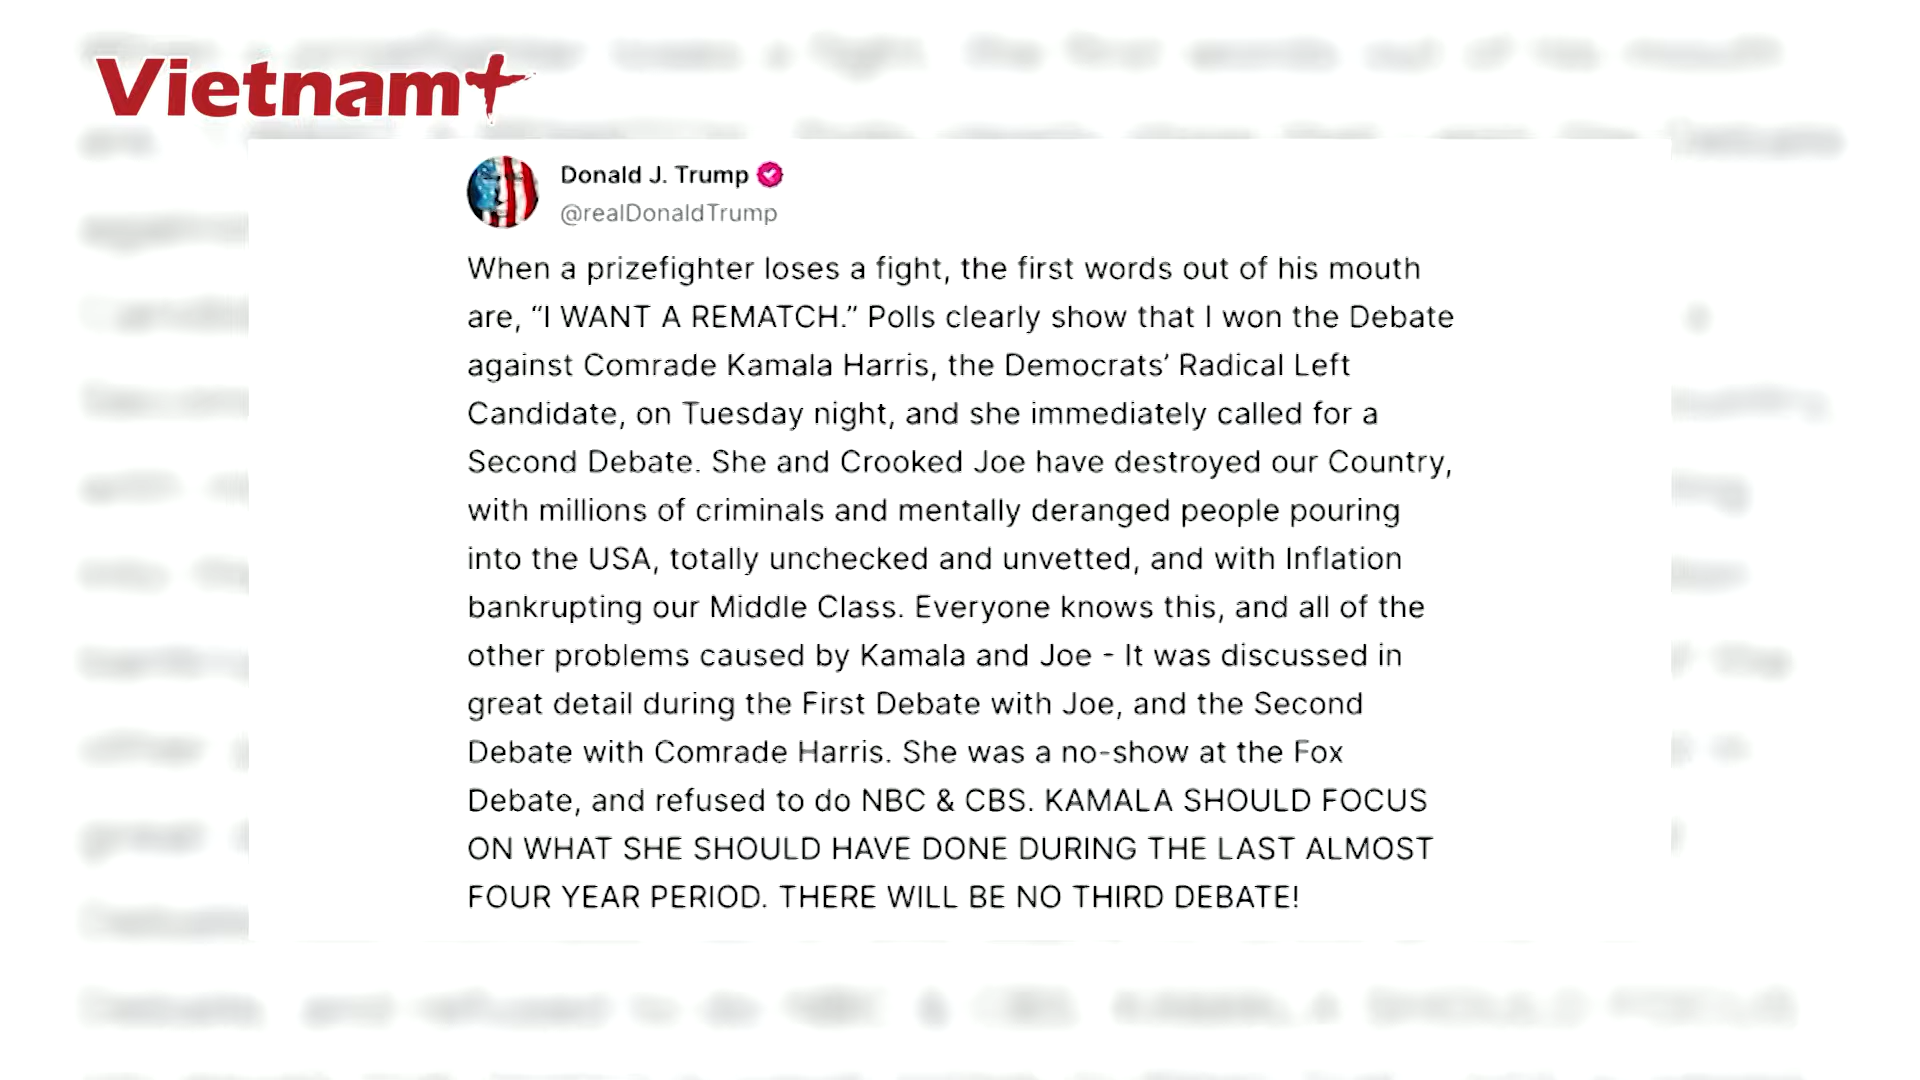 Vietnam+
Donald J. Trump
@realDonaldTrump
When a prizefighter loses a fight, the first words out of his mouth
are, “I WANT A REMATCH.” Polls clearly show that I won the Debate
against Comrade Kamala Harris, the Democrats’ Radical Left
Candidate, on Tuesday night, and she immediately called for a
Second Debate. She and Crooked Joe have destroyed our Country,
with millions of criminals and mentally deranged people pouring
into the USA, totally unchecked and unvetted, and with Inflation
bankrupting our Middle Class. Everyone knows this, and all of the
other problems caused by Kamala and Joe - It was discussed in
great detail during the First Debate with Joe, and the Second
Debate with Comrade Harris. She was a no-show at the Fox
Debate, and refused to do NBC & CBS. KAMALA SHOULD FOCUS
ON WHAT SHE SHOULD HAVE DONE DURING THE LAST ALMOST
FOUR YEAR PERIOD. THERE WILL BE NO THIRD DEBATE!